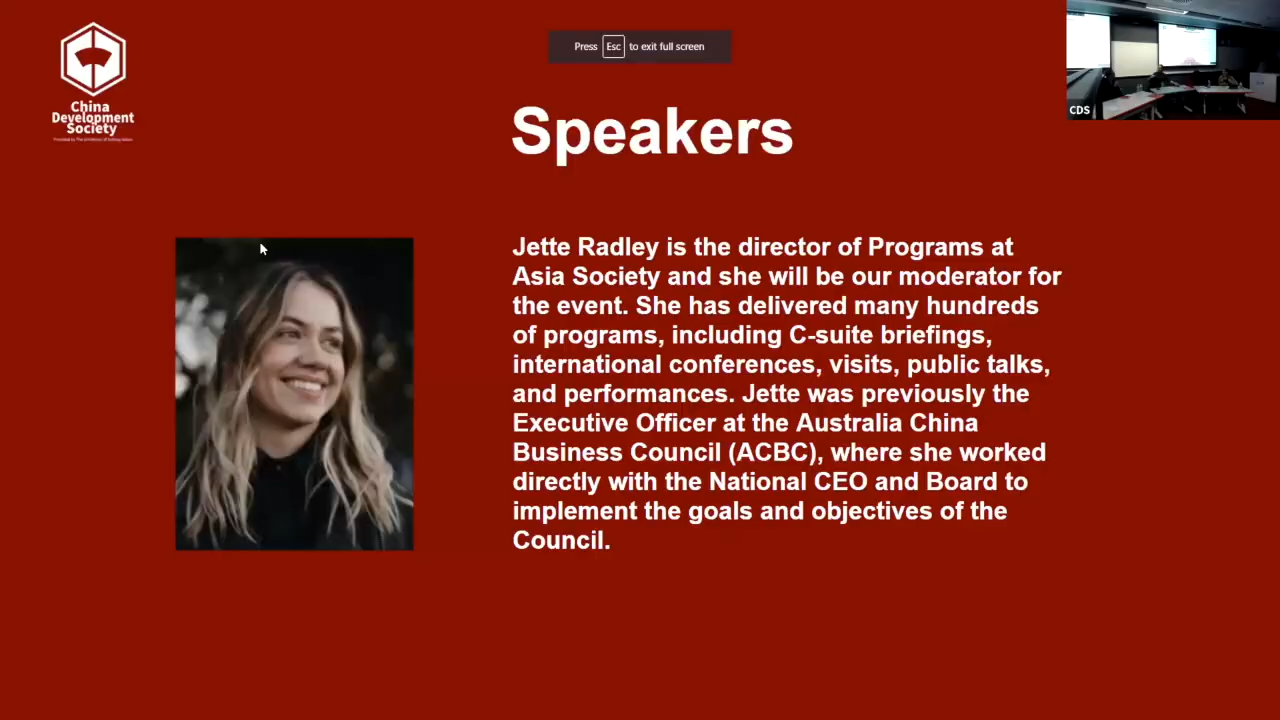 China
Development
Society
Press Esc to exit full screen
CDS
Speakers
Jette Radley is the director of Programs at
Asia Society and she will be our moderator for
the event. She has delivered many hundreds
of programs, including C-suite briefings,
international conferences, visits, public talks,
and performances. Jette was previously the
Executive Officer at the Australia China
Business Council (ACBC), where she worked
directly with the National CEO and Board to
implement the goals and objectives of the
Council.